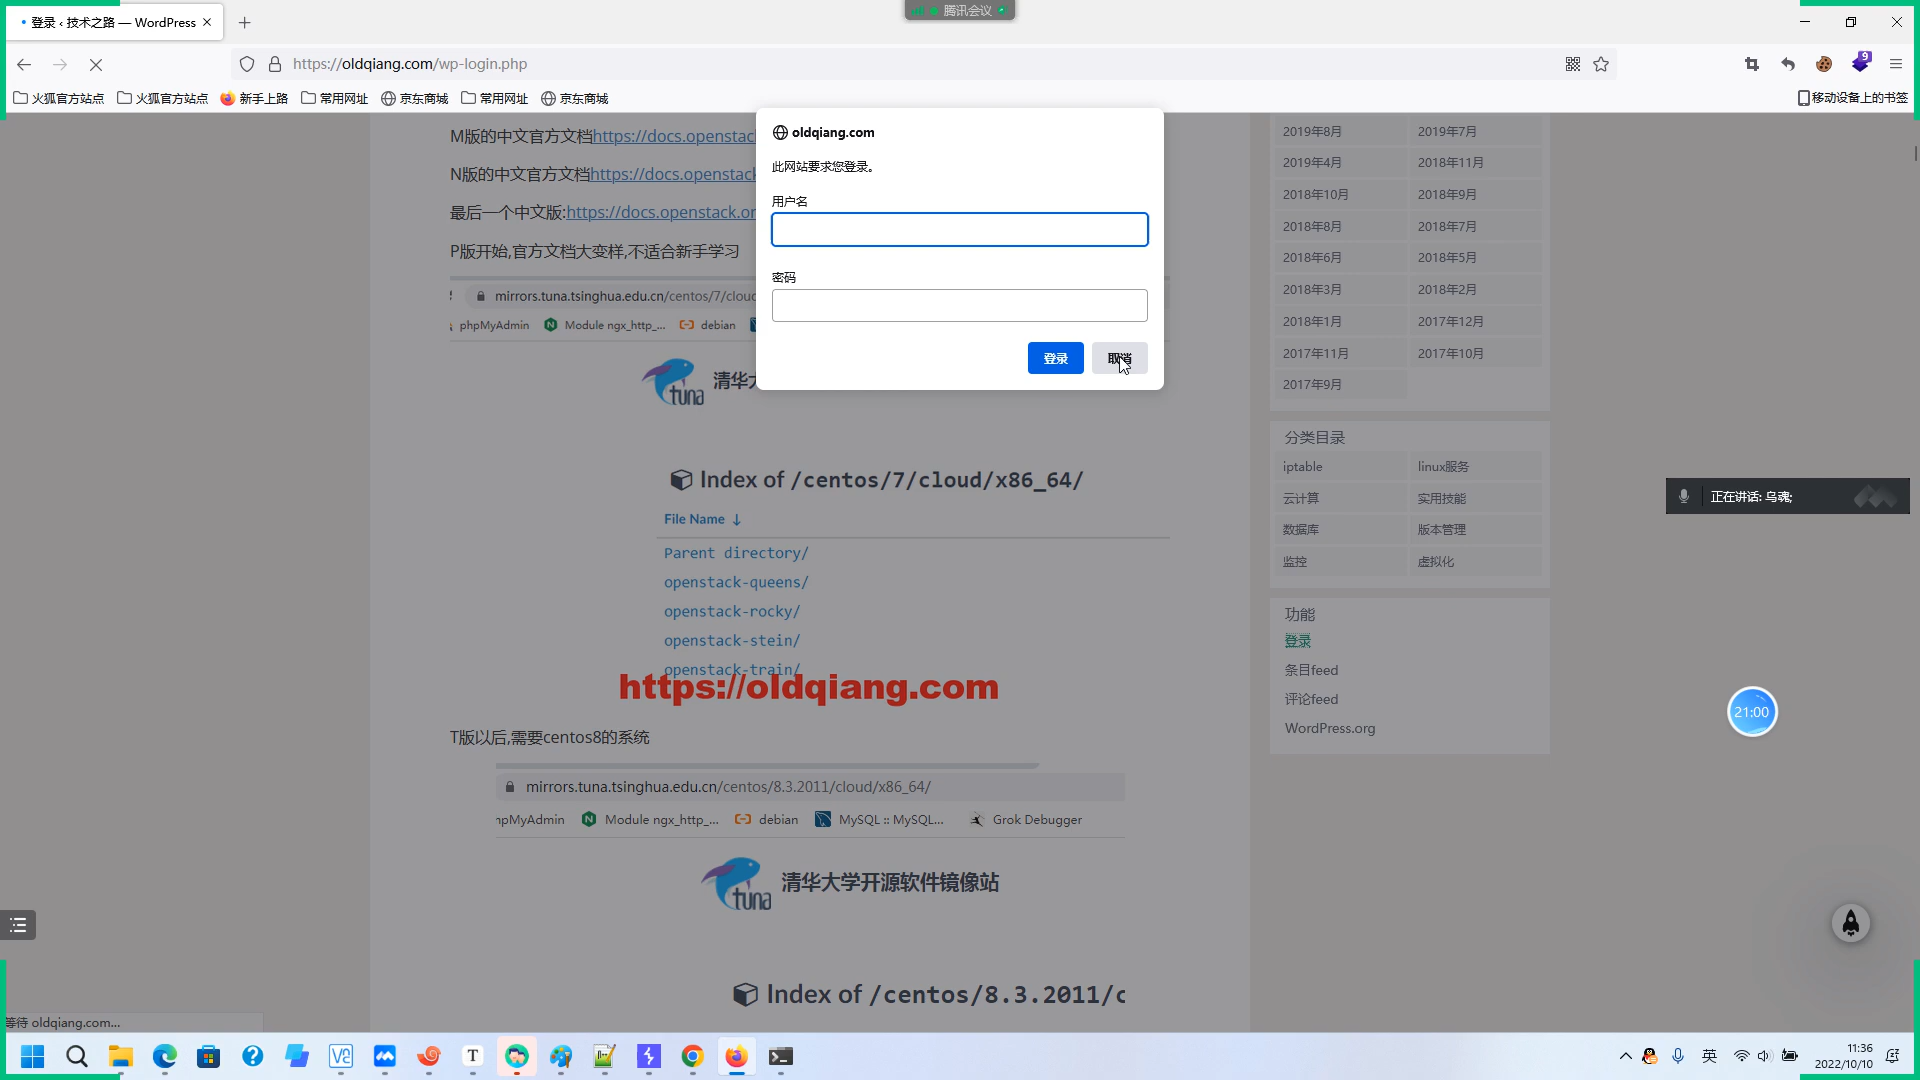 登录 ‹ 技术之路 — WordPress
腾讯会议
https://oldqiang.com/wp-login.php
9
火狐官方站点 火狐官方站点 新手上路 常用网址 京东商城 常用网址 京东商城 移动设备上的书签
oldqiang.com
此网站要求您登录。
用户名
密码
登录 取消
M版的中文官方文档https://docs.openstac
N版的中文官方文档https://docs.openstack
最后一个中文版:https://docs.openstack.or
P版开始,官方文档大变样,不适合新手学习
mirrors.tuna.tsinghua.edu.cn/centos/7/clou
phpMyAdmin Module ngx_http_... debian
tuna 清华大
Index of /centos/7/cloud/x86_64/
File Name ↓
Parent directory/
openstack-queens/
openstack-rocky/
openstack-stein/
openstack-train/
https://oldqiang.com
T版以后,需要centos8的系统
mirrors.tuna.tsinghua.edu.cn/centos/8.3.2011/cloud/x86_64/
npMyAdmin Module ngx_http_... debian MySQL :: MySQL... Grok Debugger
tuna 清华大学开源软件镜像站
Index of /centos/8.3.2011/c
2019年8月 2019年7月
2019年4月 2018年11月
2018年10月 2018年9月
2018年8月 2018年7月
2018年6月 2018年5月
2018年3月 2018年2月
2018年1月 2017年12月
2017年11月 2017年10月
2017年9月
分类目录
iptable linux服务
云计算 实用技能
数据库 版本管理
监控 虚拟化
功能
登录
条目feed
评论feed
WordPress.org
正在讲话: 乌魂;
21:00
等待 oldqiang.com...
英
11:36
2022/10/10